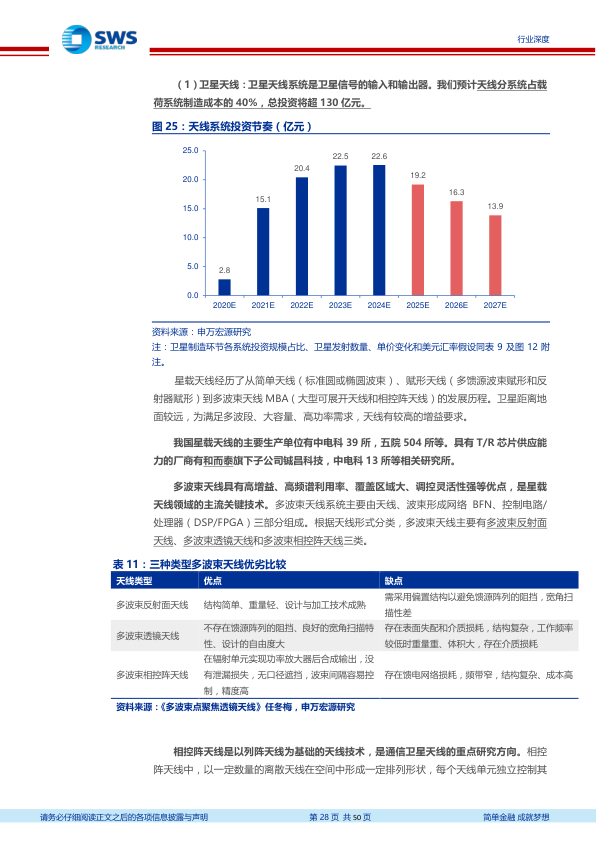 SWS
RESEARCH
行业深度
（1）卫星天线：卫星天线系统是卫星信号的输入和输出器。我们预计天线分系统占载
荷系统制造成本的 40%，总投资将超 130 亿元。
图 25：天线系统投资节奏（亿元）
25.0
20.0
15.0
10.0
5.0
0.0
2.8
15.1
20.4
22.5
22.6
19.2
16.3
13.9
2020E 2021E 2022E 2023E 2024E 2025E 2026E 2027E
资料来源：申万宏源研究
注：卫星制造环节各系统投资规模占比、卫星发射数量、单价变化和美元汇率假设同表 9 及图 12 附
注。
星载天线经历了从简单天线（标准圆或椭圆波束）、赋形天线（多馈源波束赋形和反
射器赋形）到多波束天线 MBA（大型可展开天线和相控阵天线）的发展历程。卫星距离地
面较远，为满足多波段、大容量、高功率需求，天线有较高的增益要求。
我国星载天线的主要生产单位有中电科 39 所，五院 504 所等。具有 T/R 芯片供应能
力的厂商有和而泰旗下子公司铖昌科技，中电科 13 所等相关研究所。
多波束天线具有高增益、高频谱利用率、覆盖区域大、调控灵活性强等优点，是星载
天线领域的主流关键技术。多波束天线系统主要由天线、波束形成网络 BFN、控制电路/
处理器（DSP/FPGA）三部分组成。根据天线形式分类，多波束天线主要有多波束反射面
天线、多波束透镜天线和多波束相控阵天线三类。
表 11：三种类型多波束天线优劣比较
天线类型 优点 缺点
多波束反射面天线 结构简单、重量轻、设计与加工技术成熟 需采用偏置结构以避免馈源阵列的阻挡，宽角扫
描性差
多波束透镜天线 不存在馈源阵列的阻挡、良好的宽角扫描特
性、设计的自由度大 存在表面失配和介质损耗，结构复杂，工作频率
较低时重量重、体积大，存在介质损耗
多波束相控阵天线 在辐射单元实现功率放大器后合成输出，没
有泄漏损失，无口径遮挡，波束间隔容易控
制，精度高 存在馈电网络损耗，频带窄，结构复杂、成本高
资料来源：《多波束点聚焦透镜天线》任冬梅，申万宏源研究
相控阵天线是以列阵天线为基础的天线技术，是通信卫星天线的重点研究方向。相控
阵天线中，以一定数量的离散天线在空间中形成一定排列形状，每个天线单元独立控制其
请务必仔细阅读正文之后的各项信息披露与声明 第 28 页 共 50 页 简单金融 成就梦想